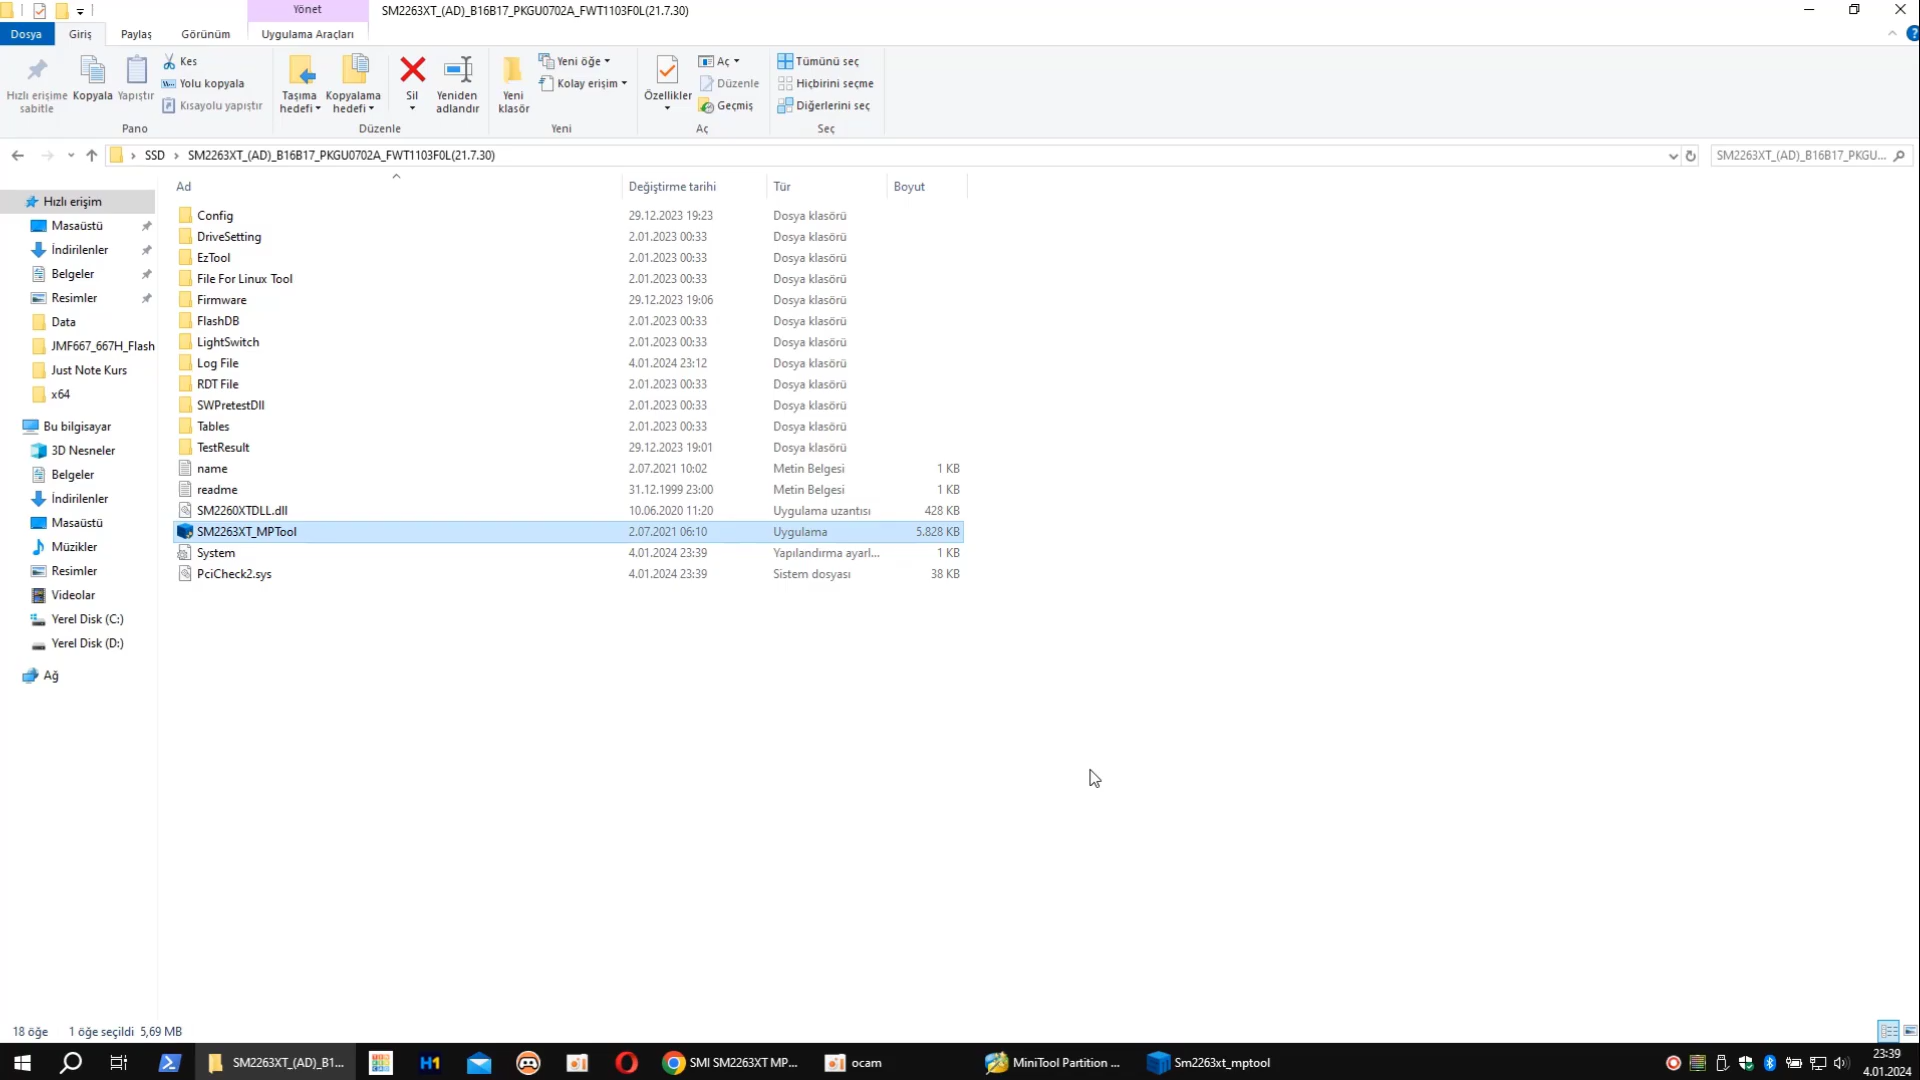 Yönet
SM2263XT_(AD)_B16B17_PKGU0702A_FWT1103F0L(21.7.30)
Dosya
Giriş
Paylaş
Görünüm
Uygulama Araçları
Hızlı erişime sabitle
Kopyala
Yapıştır
Kes
Yolu kopyala
Kısayolu yapıştır
Pano
Taşıma hedefi
Kopyalama hedefi
Sil
Yeniden adlandır
Düzenle
Yeni klasör
Yeni öğe
Kolay erişim
Yeni
Özellikler
Aç
Düzenle
Geçmiş
Aç
Tümünü seç
Hiçbirini seçme
Diğerlerini seç
Seç
SSD > SM2263XT_(AD)_B16B17_PKGU0702A_FWT1103F0L(21.7.30)
SM2263XT_(AD)_B16B17_PKGU...
Hızlı erişim
Masaüstü
İndirilenler
Belgeler
Resimler
Data
JMF667_667H_Flash
Just Note Kurs
x64
Bu bilgisayar
3D Nesneler
Belgeler
İndirilenler
Masaüstü
Müzikler
Resimler
Videolar
Yerel Disk (C:)
Yerel Disk (D:)
Ağ
Ad Değiştirme tarihi Tür Boyut
Config 29.12.2023 19:23 Dosya klasörü
DriveSetting 2.01.2023 00:33 Dosya klasörü
EzTool 2.01.2023 00:33 Dosya klasörü
File For Linux Tool 2.01.2023 00:33 Dosya klasörü
Firmware 29.12.2023 19:06 Dosya klasörü
FlashDB 2.01.2023 00:33 Dosya klasörü
LightSwitch 2.01.2023 00:33 Dosya klasörü
Log File 4.01.2024 23:12 Dosya klasörü
RDT File 2.01.2023 00:33 Dosya klasörü
SWPretestDll 2.01.2023 00:33 Dosya klasörü
Tables 2.01.2023 00:33 Dosya klasörü
TestResult 29.12.2023 19:01 Dosya klasörü
name 2.07.2021 10:02 Metin Belgesi 1 KB
readme 31.12.1999 23:00 Metin Belgesi 1 KB
SM2260XTDLL.dll 10.06.2020 11:20 Uygulama uzantısı 428 KB
SM2263XT_MPTool 2.07.2021 06:10 Uygulama 5.828 KB
System 4.01.2024 23:39 Yapılandırma ayarl... 1 KB
PciCheck2.sys 4.01.2024 23:39 Sistem dosyası 38 KB
18 öğe 1 öğe seçildi 5,69 MB
SM2263XT_(AD)_B1...
H1
SMI SM2263XT MP...
ocam
MiniTool Partition ...
Sm2263xt_mptool
23:39
4.01.2024